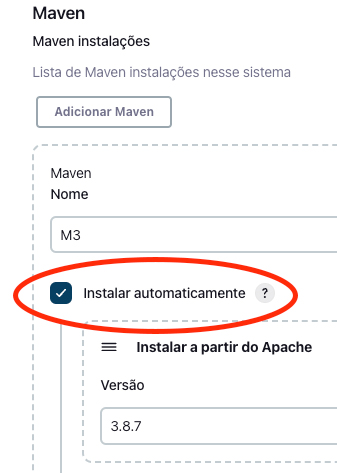 Maven
Maven instalações
Lista de Maven instalações nesse sistema
Adicionar Maven
Maven
Nome
M3
Instalar automaticamente ?
Instalar a partir do Apache
Versão
3.8.7